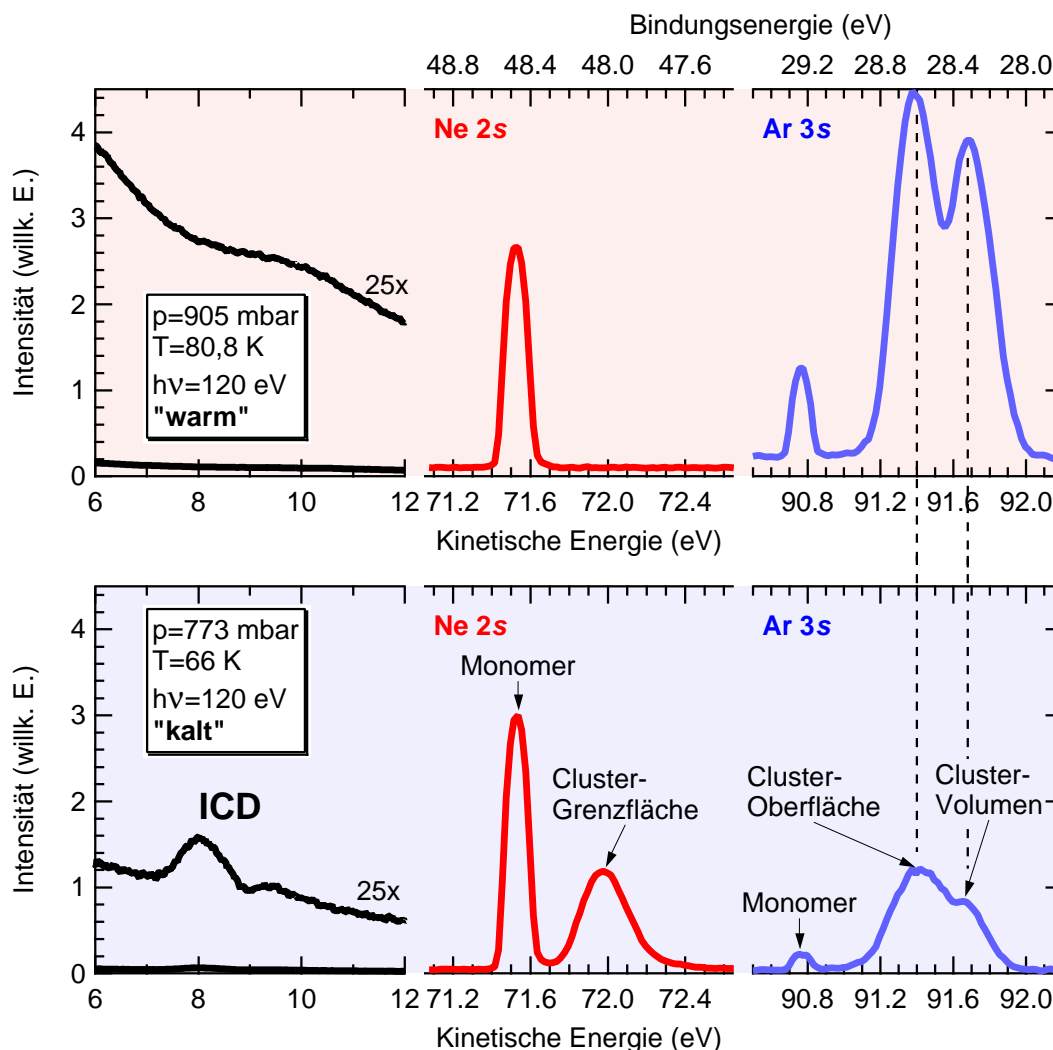 Bindungsenergie (eV)
48.8 48.4 48.0 47.6 29.2 28.8 28.4 28.0
Intensität (willk. E.)
4
3
2
1
0
Ne 2s
Ar 3s
25x
p=905 mbar
T=80,8 K
hν=120 eV
"warm"
6 8 10 12 71.2 71.6 72.0 72.4 90.8 91.2 91.6 92.0
Kinetische Energie (eV)
Intensität (willk. E.)
4
3
2
1
0
p=773 mbar
T=66 K
hν=120 eV
"kalt"
Ne 2s
Ar 3s
Monomer
Cluster-
Grenzfläche
Cluster-
Oberfläche
Cluster-
Volumen
ICD
25x
Monomer
6 8 10 12 71.2 71.6 72.0 72.4 90.8 91.2 91.6 92.0
Kinetische Energie (eV)